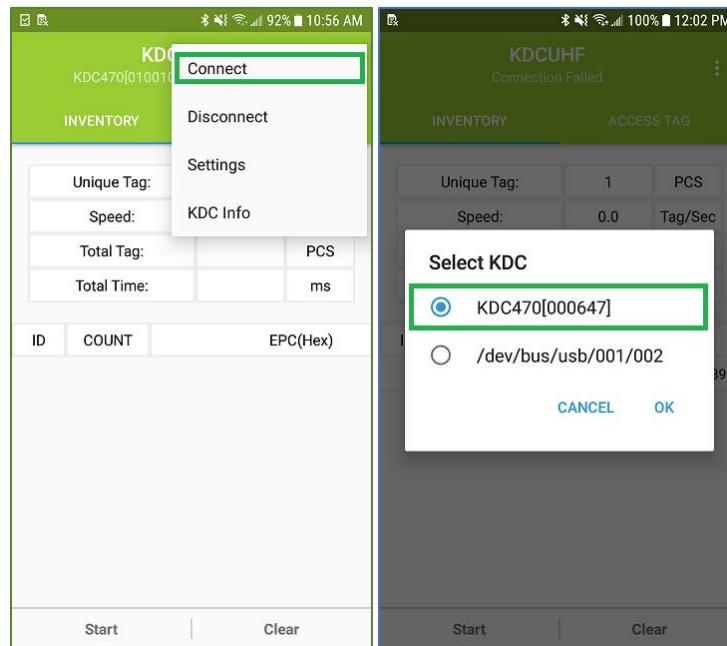 92% 10:56 AM
KDC
KDC470[01001
INVENTORY
Connect
Disconnect
Settings
KDC Info
Unique Tag:
Speed:
Total Tag: PCS
Total Time: ms
ID COUNT EPC(Hex)
Start Clear
100% 12:02 PM
KDCUHF
Connection Failed
INVENTORY ACCESS TAG
Unique Tag: 1 PCS
Speed: 0.0 Tag/Sec
Select KDC
KDC470[000647]
/dev/bus/usb/001/002
CANCEL OK
Start Clear